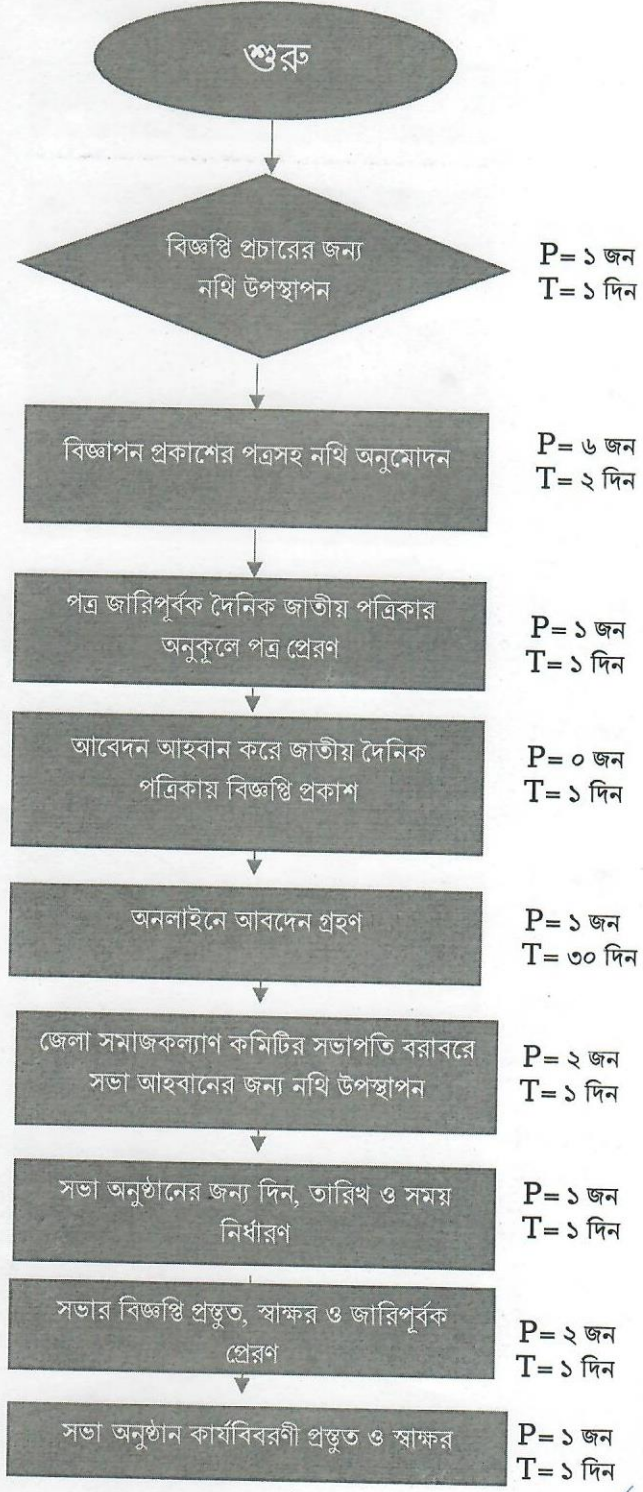 শুরু
বিজ্ঞপ্তি প্রচারের জন্য
নথি উপস্থাপন
P= ১ জন
T= ১ দিন
বিজ্ঞাপন প্রকাশের পত্রসহ নথি অনুমোদন
P= ৬ জন
T= ২ দিন
পত্র জারিপূর্বক দৈনিক জাতীয় পত্রিকার
অনুকূলে পত্র প্রেরণ
P= ১ জন
T= ১ দিন
আবেদন আহবান করে জাতীয় দৈনিক
পত্রিকায় বিজ্ঞপ্তি প্রকাশ
P= ০ জন
T= ১ দিন
অনলাইনে আবদেন গ্রহণ
P= ১ জন
T= ৩০ দিন
জেলা সমাজকল্যাণ কমিটির সভাপতি বরাবরে
সভা আহবানের জন্য নথি উপস্থাপন
P= ২ জন
T= ১ দিন
সভা অনুষ্ঠানের জন্য দিন, তারিখ ও সময়
নির্ধারণ
P= ১ জন
T= ১ দিন
সভার বিজ্ঞপ্তি প্রস্তুত, স্বাক্ষর ও জারিপূর্বক
প্রেরণ
P= ২ জন
T= ১ দিন
সভা অনুষ্ঠান কার্যবিবরণী প্রস্তুত ও স্বাক্ষর
P= ১ জন
T= ১ দিন